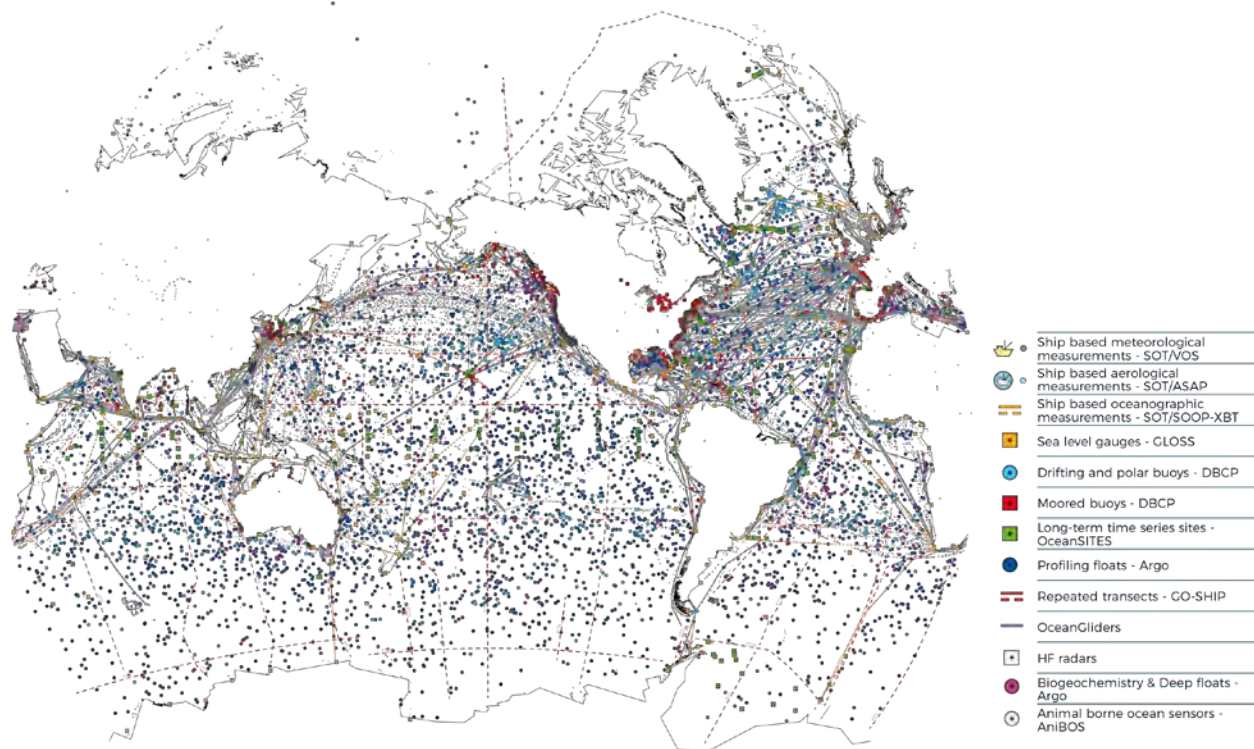 Ship based meteorological
measurements - SOT/VOS
Ship based aerological
measurements - SOT/ASAP
Ship based oceanographic
measurements - SOT/SOOP-XBT
Sea level gauges - GLOSS
Drifting and polar buoys - DBCP
Moored buoys - DBCP
Long-term time series sites -
OceanSITES
Profiling floats - Argo
Repeated transects - GO-SHIP
OceanGliders
HF radars
Biogeochemistry & Deep floats -
Argo
Animal borne ocean sensors -
AniBOS